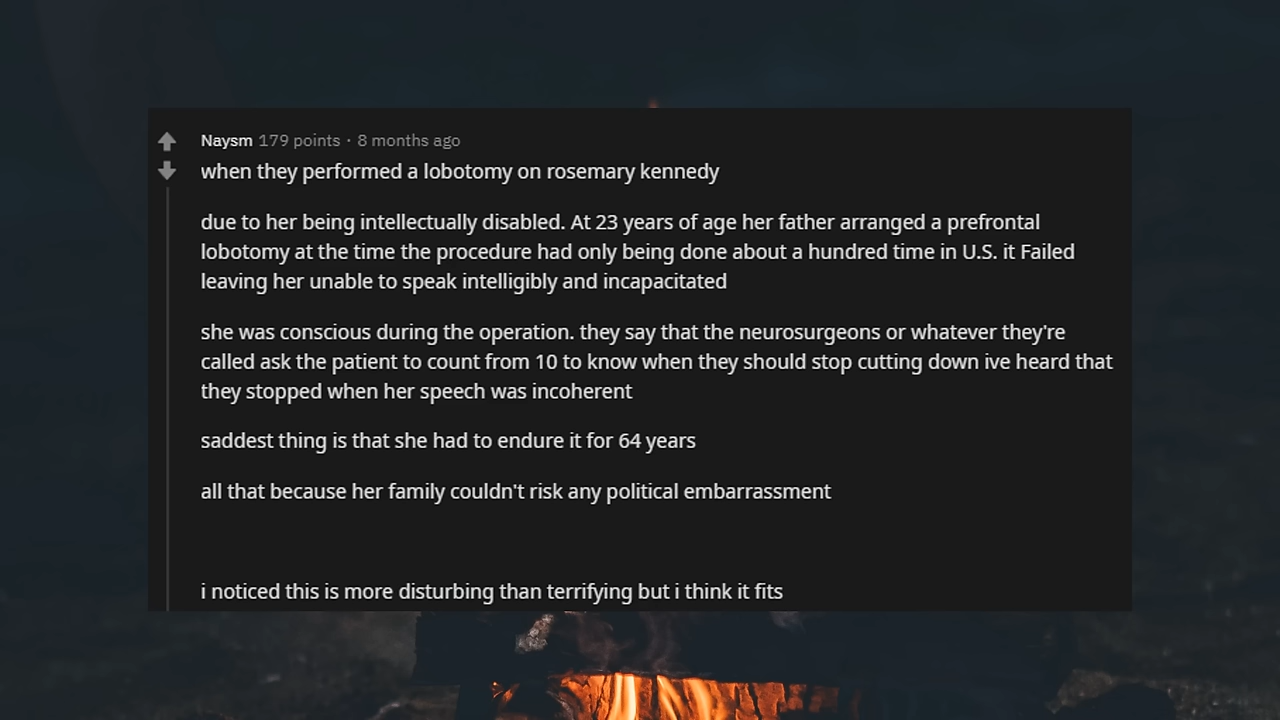 Naysm 179 points · 8 months ago
when they performed a lobotomy on rosemary kennedy
due to her being intellectually disabled. At 23 years of age her father arranged a prefrontal
lobotomy at the time the procedure had only being done about a hundred time in U.S. it Failed
leaving her unable to speak intelligibly and incapacitated
she was conscious during the operation. they say that the neurosurgeons or whatever they're
called ask the patient to count from 10 to know when they should stop cutting down ive heard that
they stopped when her speech was incoherent
saddest thing is that she had to endure it for 64 years
all that because her family couldn't risk any political embarrassment
i noticed this is more disturbing than terrifying but i think it fits